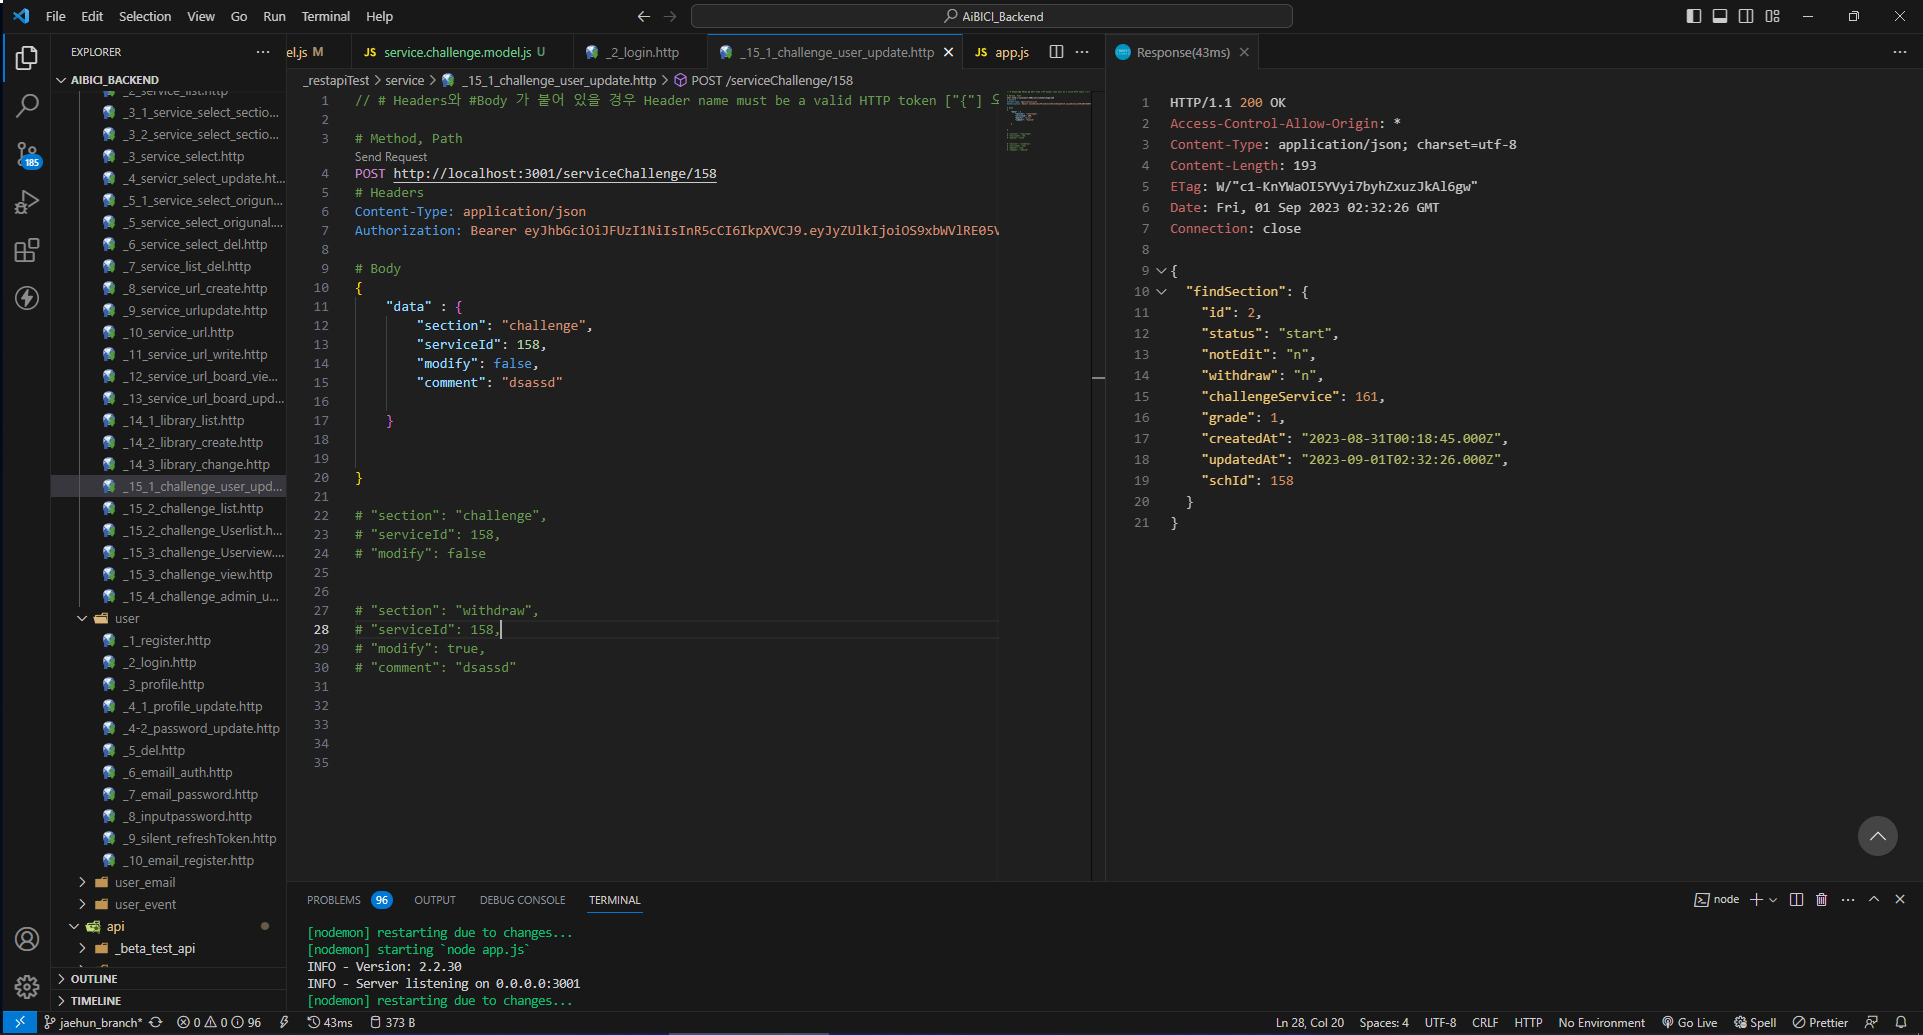 File Edit Selection View Go Run Terminal Help
AiBICI_Backend
EXPLORER
AIBICI_BACKEND
_2_service_list.http
_3_1_service_select_sectio...
_3_2_service_select_sectio...
_3_service_select.http
_4_servicr_select_update.ht...
_5_1_service_select_origun...
_5_service_select_origunal....
_6_service_select_del.http
_7_service_list_del.http
_8_service_url_create.http
_9_service_urlupdate.http
_10_service_url.http
_11_service_url_write.http
_12_service_url_board_vie...
_13_service_url_board_upd...
_14_1_library_list.http
_14_2_library_create.http
_14_3_library_change.http
_15_1_challenge_user_upd...
_15_2_challenge_list.http
_15_2_challenge_Userlist.h...
_15_3_challenge_Userview....
_15_3_challenge_view.http
_15_4_challenge_admin_u...
user
_1_register.http
_2_login.http
_3_profile.http
_4_1_profile_update.http
_4-2_password_update.http
_5_del.http
_6_emaill_auth.http
_7_email_password.http
_8_inputpassword.http
_9_silent_refreshToken.http
_10_email_register.http
user_email
user_event
api
_beta_test_api
OUTLINE
TIMELINE
185
el.js M
JS service.challenge.model.js U
_2_login.http
_15_1_challenge_user_update.http
JS app.js
_restapiTest > service > _15_1_challenge_user_update.http > POST /serviceChallenge/158
1 // # Headers와 #Body 가 붙어 있을 경우 Header name must be a valid HTTP token ["{"] 오
2
3 # Method, Path
Send Request
4 POST http://localhost:3001/serviceChallenge/158
5 # Headers
6 Content-Type: application/json
7 Authorization: Bearer eyJhbGciOiJFUzI1NiIsInR5cCI6IkpXVCJ9.eyJyZUlkIjoiOS9xbWVlRE05V
8
9 # Body
10 {
11 "data" : {
12 "section": "challenge",
13 "serviceId": 158,
14 "modify": false,
15 "comment": "dsassd"
16
17 }
18
19
20 }
21
22 # "section": "challenge",
23 # "serviceId": 158,
24 # "modify": false
25
26
27 # "section": "withdraw",
28 # "serviceId": 158,
29 # "modify": true,
30 # "comment": "dsassd"
31
32
33
34
35
Response(43ms)
1 HTTP/1.1 200 OK
2 Access-Control-Allow-Origin: *
3 Content-Type: application/json; charset=utf-8
4 Content-Length: 193
5 ETag: W/"c1-KnYWaOI5YVyi7byhZxuzJkAl6gw"
6 Date: Fri, 01 Sep 2023 02:32:26 GMT
7 Connection: close
8
9 {
10 "findSection": {
11 "id": 2,
12 "status": "start",
13 "notEdit": "n",
14 "withdraw": "n",
15 "challengeService": 161,
16 "grade": 1,
17 "createdAt": "2023-08-31T00:18:45.000Z",
18 "updatedAt": "2023-09-01T02:32:26.000Z",
19 "schId": 158
20 }
21 }
PROBLEMS 96 OUTPUT DEBUG CONSOLE TERMINAL
node
[nodemon] restarting due to changes...
[nodemon] starting `node app.js`
INFO - Version: 2.2.30
INFO - Server listening on 0.0.0.0:3001
[nodemon] restarting due to changes...
jaehun_branch* 0 0 96 43ms 373 B
Ln 28, Col 20 Spaces: 4 UTF-8 CRLF HTTP No Environment Go Live Spell Prettier